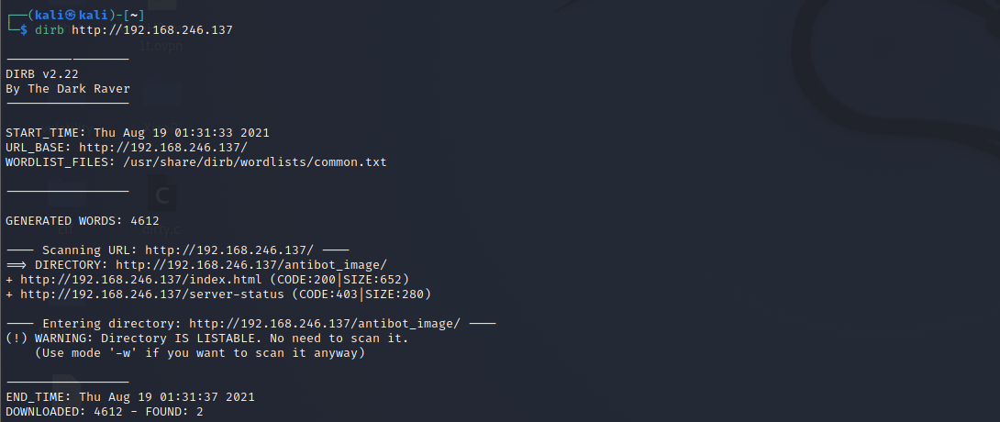 ┌──(kali㉿kali)-[~]
└─$ dirb http://192.168.246.137
1t.ovpn
-----------------
DIRB v2.22
By The Dark Raver
-----------------
START_TIME: Thu Aug 19 01:31:33 2021
URL_BASE: http://192.168.246.137/
WORDLIST_FILES: /usr/share/dirb/wordlists/common.txt
-----------------
C
GENERATED WORDS: 4612
dirty.c
---- Scanning URL: http://192.168.246.137/ ----
==> DIRECTORY: http://192.168.246.137/antibot_image/
+ http://192.168.246.137/index.html (CODE:200|SIZE:652)
+ http://192.168.246.137/server-status (CODE:403|SIZE:280)
---- Entering directory: http://192.168.246.137/antibot_image/ ----
(!) WARNING: Directory IS LISTABLE. No need to scan it.
(Use mode '-w' if you want to scan it anyway)
-----------------
END_TIME: Thu Aug 19 01:31:37 2021
DOWNLOADED: 4612 - FOUND: 2